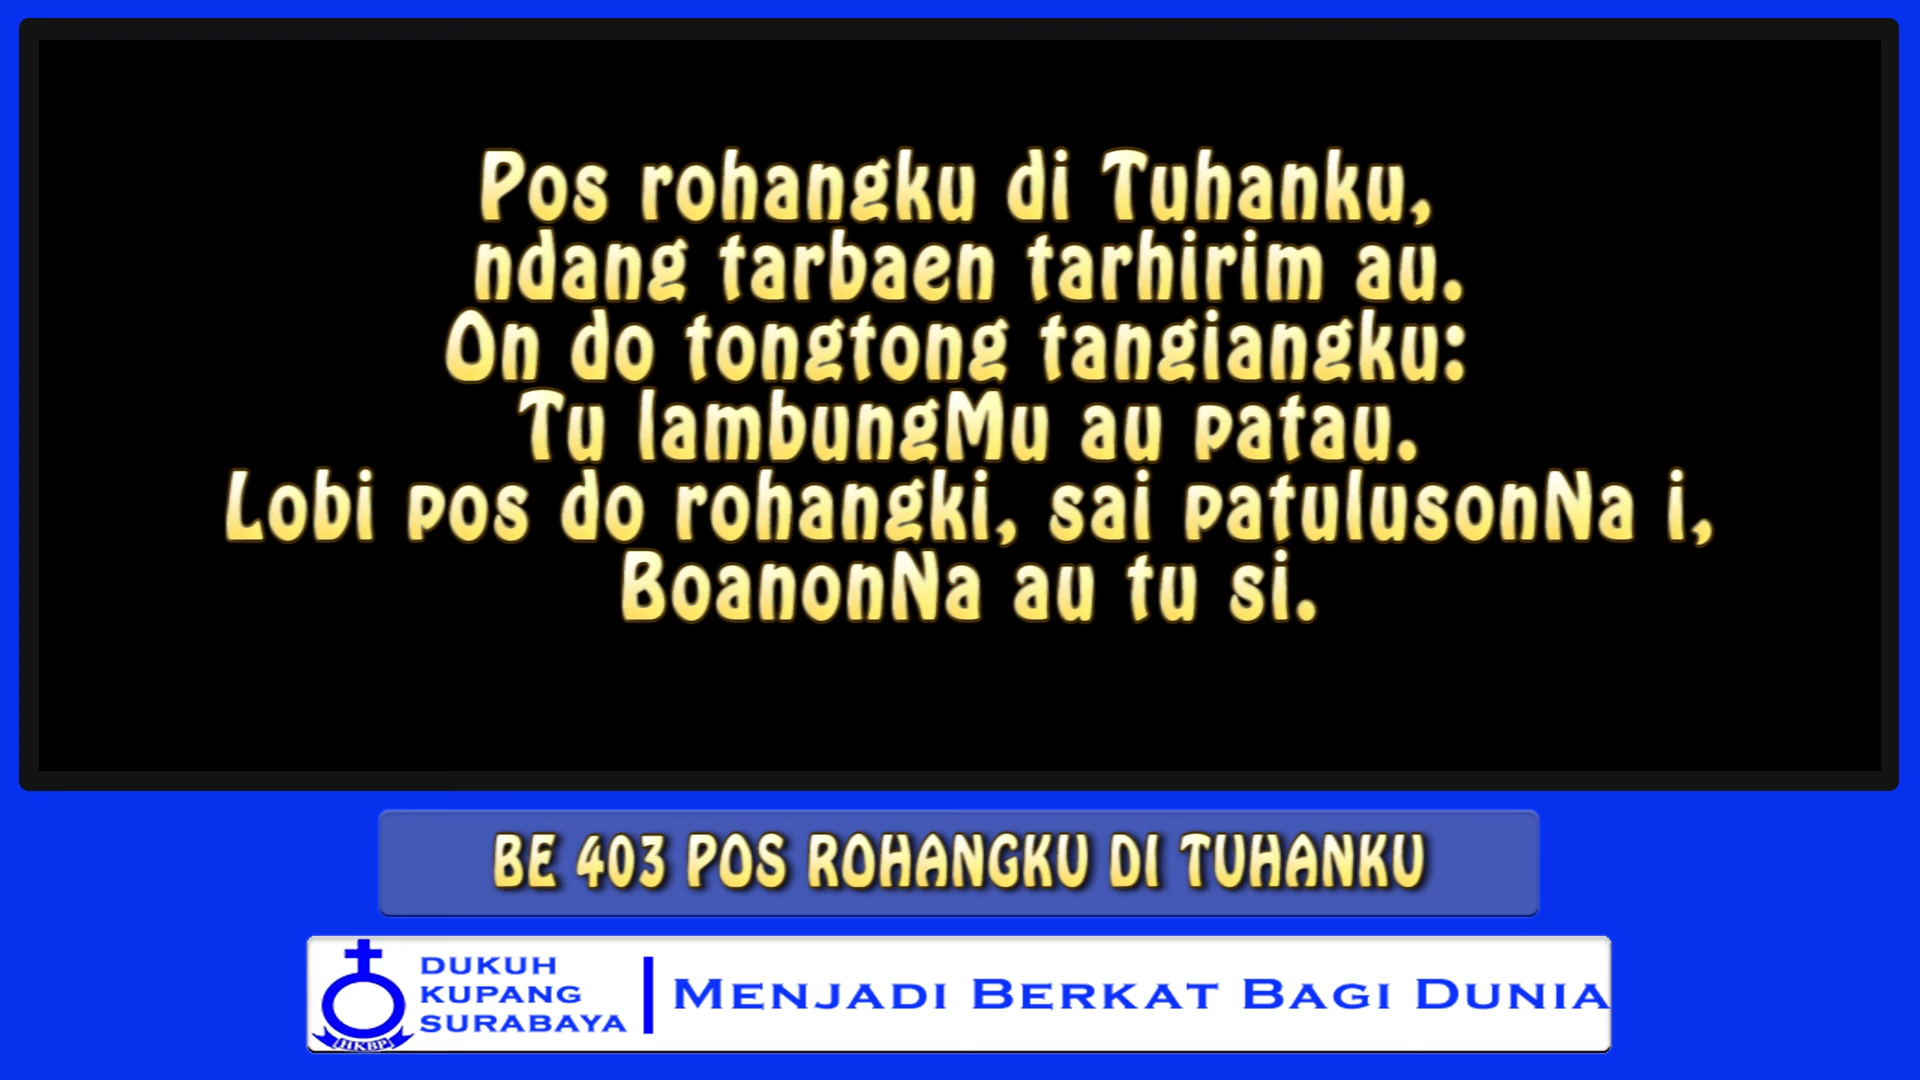 Pos rohangku di Tuhanku,
ndang tarbaen tarhirim au.
On do tongtong tangiangku:
Tu lambungMu au patau.
Lobi pos do rohangki, sai patulusonNa i,
BoanonNa au tu si.
BE 403 POS ROHANGKU DI TUHANKU
DUKUH
KUPANG
SURABAYA
HKBP
MENJADI BERKAT BAGI DUNIA